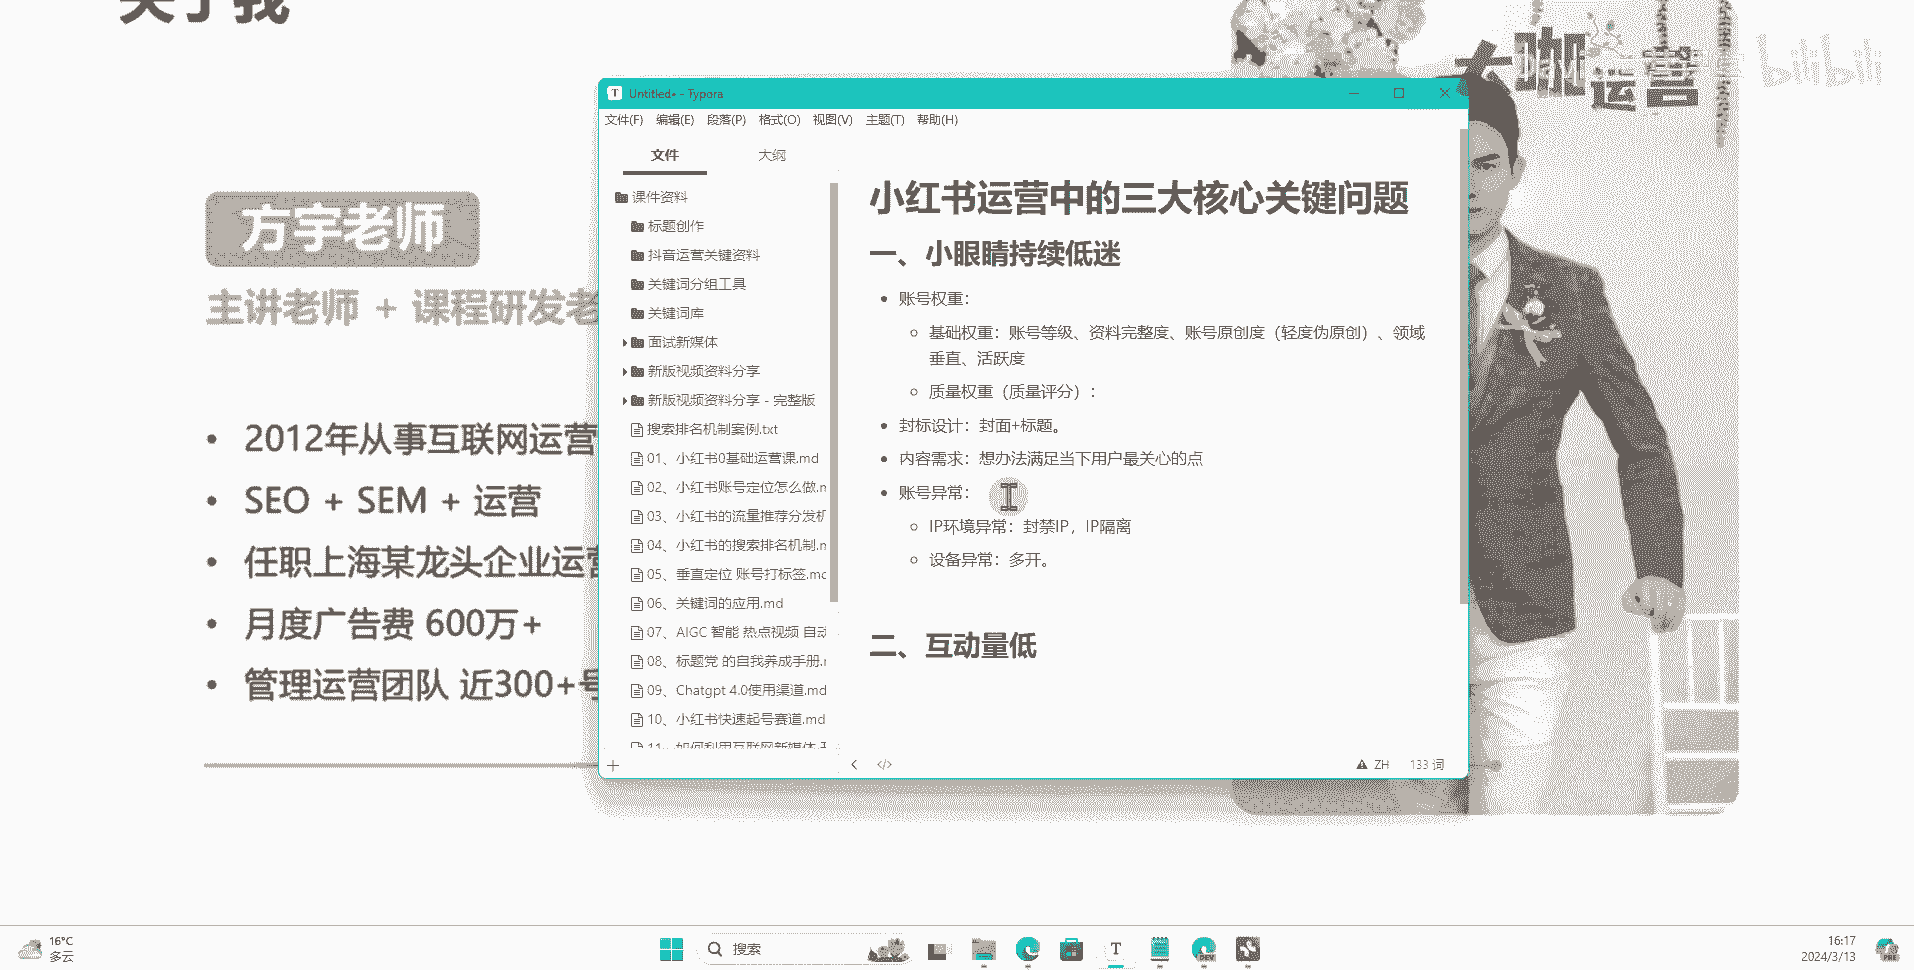 关于我
大咖运营
bilibili
方宇老师
主讲老师 + 课程研发老
2012年从事互联网运营
SEO + SEM + 运营
任职上海某龙头企业运营
月度广告费 600万+
管理运营团队 近300+号
Untitled• - Typora
文件(F) 编辑(E) 段落(P) 格式(O) 视图(V) 主题(T) 帮助(H)
文件 大纲
课件资料
标题创作
抖音运营关键资料
关键词分组工具
关键词库
面试新媒体
新版视频资料分享
新版视频资料分享 - 完整版
搜索排名机制案例.txt
01、小红书0基础运营课.md
02、小红书账号定位怎么做.m
03、小红书的流量推荐分发机
04、小红书的搜索排名机制.m
05、垂直定位 账号打标签.md
06、关键词的应用.md
07、AIGC 智能 热点视频 自动
08、标题党 的自我养成手册.m
09、Chatgpt 4.0使用渠道.md
10、小红书快速起号赛道.md
11、如何利用互联网新媒体
小红书运营中的三大核心关键问题
一、小眼睛持续低迷
账号权重：
基础权重：账号等级、资料完整度、账号原创度（轻度伪原创）、领域
垂直、活跃度
质量权重（质量评分）：
封标设计：封面+标题。
内容需求：想办法满足当下用户最关心的点
账号异常：
IP环境异常：封禁IP，IP隔离
设备异常：多开。
二、互动量低
ZH 133 词
16°C
多云
搜索
T
DEV
16:17
2024/3/13
PRE